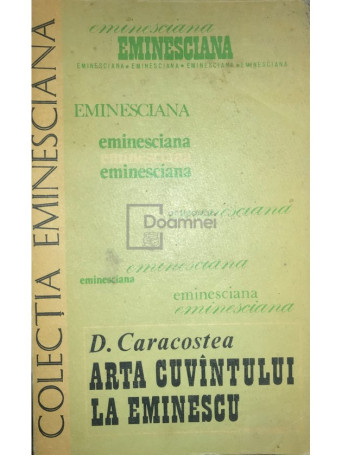 COLECȚIA EMINESCIANA
eminesciana
EMINESCIANA
EMINESCIANA • EMINESCIANA • EMINESCIANA • EMINESCIANA
EMINESCIANA
eminesciana
eminesciana
eminesciana
eminesciana
Doamnei
eminesciana
eminesciana
eminesciana
eminesciana
D. Caracostea
ARTA CUVÎNTULUI
LA EMINESCU